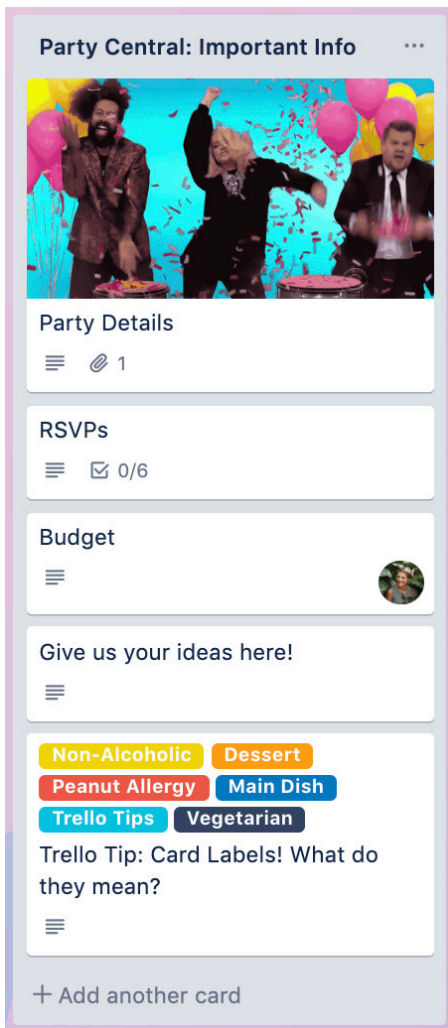 Party Central: Important Info
Party Details
1
RSVPs
0/6
Budget
Give us your ideas here!
Non-Alcoholic Dessert
Peanut Allergy Main Dish
Trello Tips Vegetarian
Trello Tip: Card Labels! What do
they mean?
+ Add another card